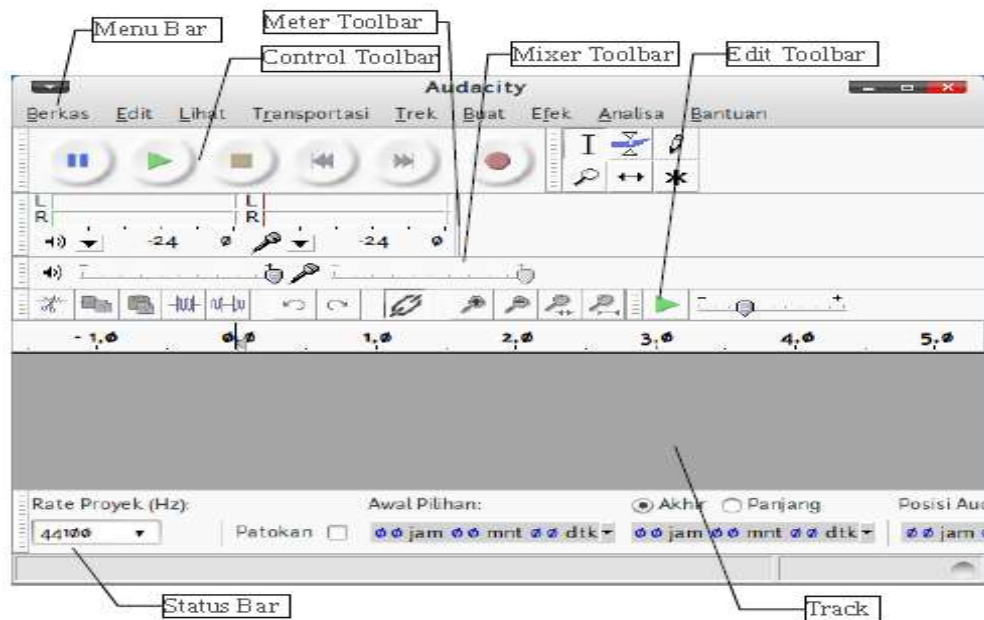 Meter Toolbar
Menu Bar
Control Toolbar
Mixer Toolbar
Edit Toolbar
Audacity
Berkas Edit Lihat Transportasi Trek Buat Efek Analisa Bantuan
L L
R R
-24 0 -24 0
- +
-1,0 0,0 1,0 2,0 3,0 4,0 5,0
Rate Proyek (Hz): Awal Pilihan: Akhir Panjang Posisi Aud
44100 Patokan 00 jam 00 mnt 00 dtk 00 jam 00 mnt 00 dtk 00 jam
Status Bar
Track